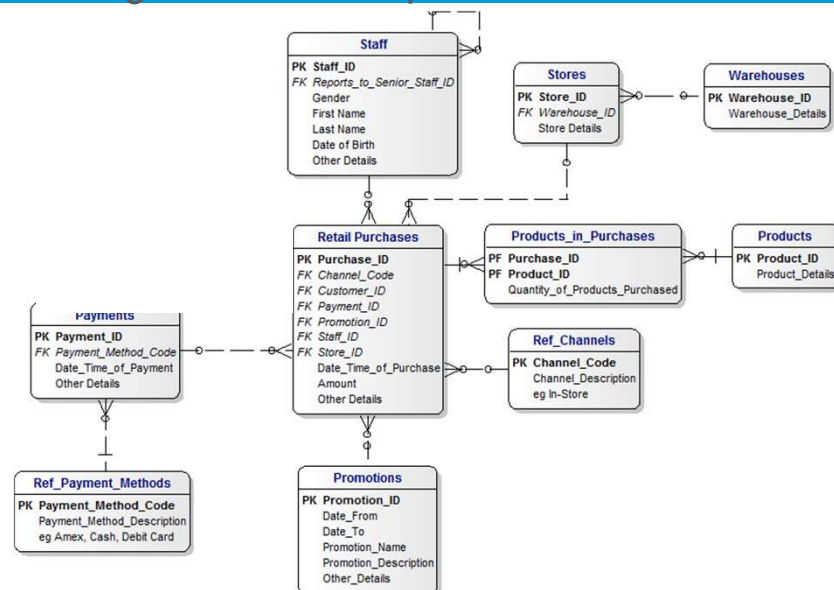 Staff
PK Staff_ID
FK Reports_to_Senior_Staff_ID
Gender
First Name
Last Name
Date of Birth
Other Details
Stores
PK Store_ID
FK Warehouse_ID
Store Details
Warehouses
PK Warehouse_ID
Warehouse_Details
Retail Purchases
PK Purchase_ID
FK Channel_Code
FK Customer_ID
FK Payment_ID
FK Promotion_ID
FK Staff_ID
FK Store_ID
Date_Time_of_Purchase
Amount
Other Details
Products_in_Purchases
PF Purchase_ID
PF Product_ID
Quantity_of_Products_Purchased
Products
PK Product_ID
Product_Details
Payments
PK Payment_ID
FK Payment_Method_Code
Date_Time_of_Payment
Other Details
Ref_Channels
PK Channel_Code
Channel_Description
eg In-Store
Ref_Payment_Methods
PK Payment_Method_Code
Payment_Method_Description
eg Amex, Cash, Debit Card
Promotions
PK Promotion_ID
Date_From
Date_To
Promotion_Name
Promotion_Description
Other_Details